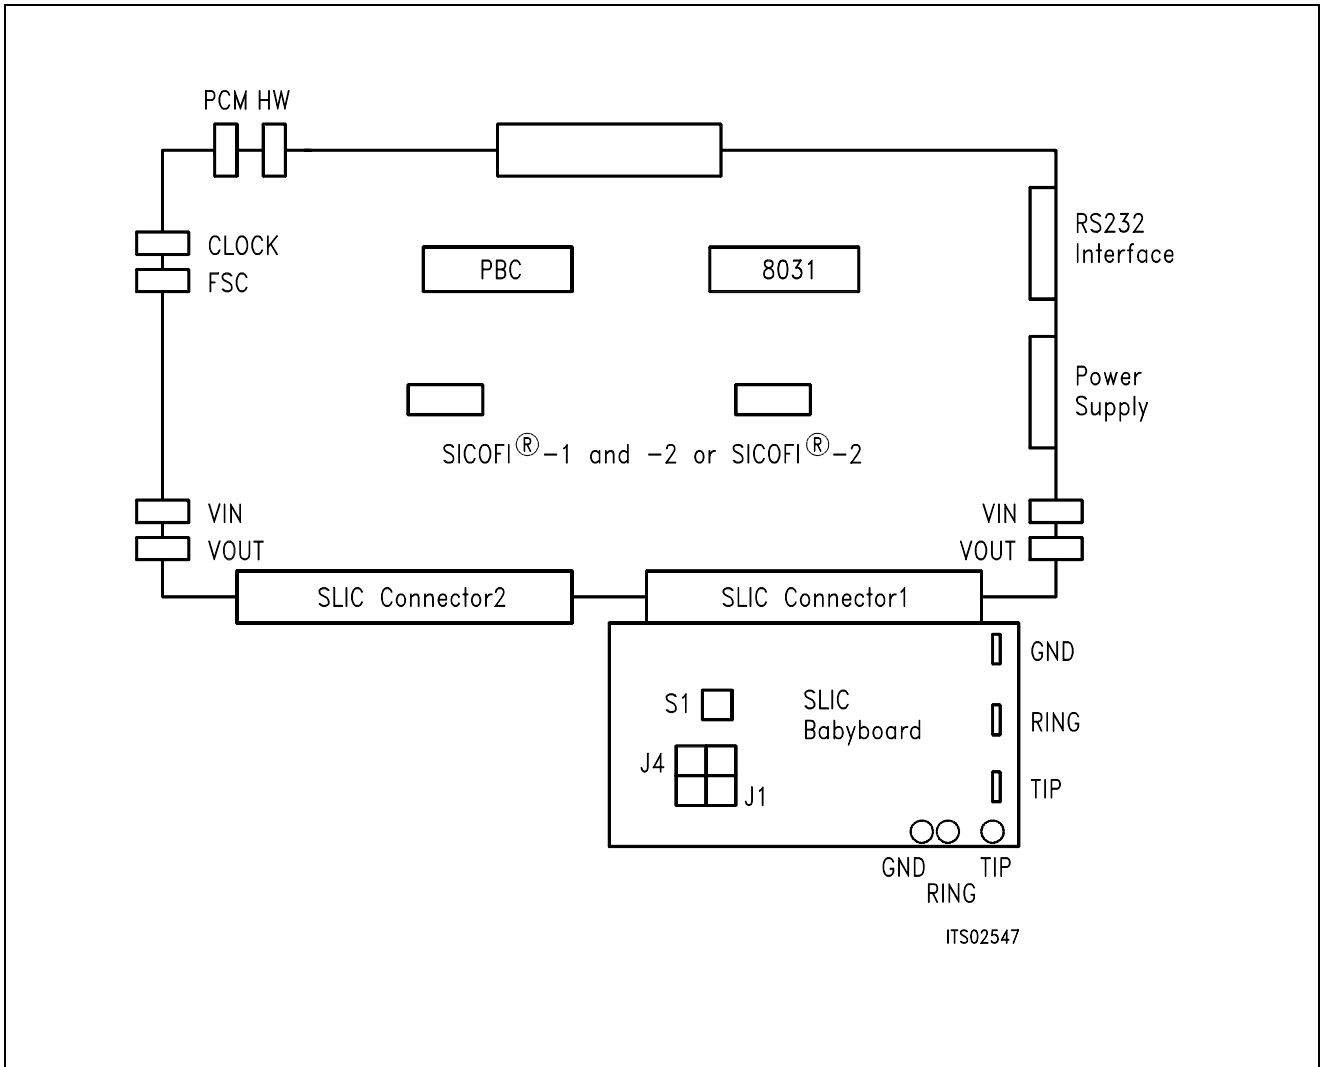 PCM HW
CLOCK
FSC
PBC
8031
RS232
Interface
Power
Supply
SICOFI®-1 and -2 or SICOFI®-2
VIN
VOUT
VIN
VOUT
SLIC Connector2
SLIC Connector1
GND
RING
TIP
S1
SLIC
Babyboard
J4
J1
GND
TIP
RING
ITS02547